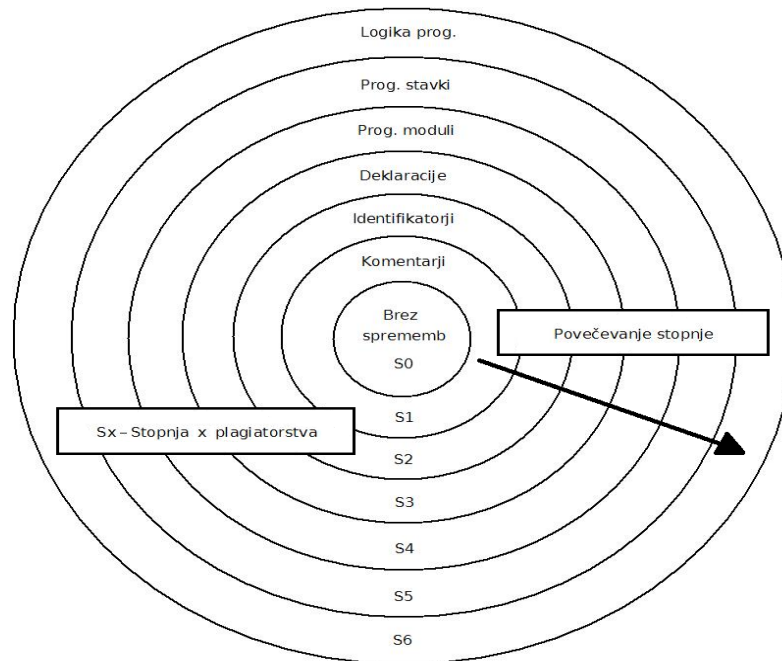 Logika prog.
Prog. stavki
Prog. moduli
Deklaracije
Identifikatorji
Komentarji
Brez
sprememb
S0
Povečevanje stopnje
Sx – Stopnja x plagiatorstva
S1
S2
S3
S4
S5
S6